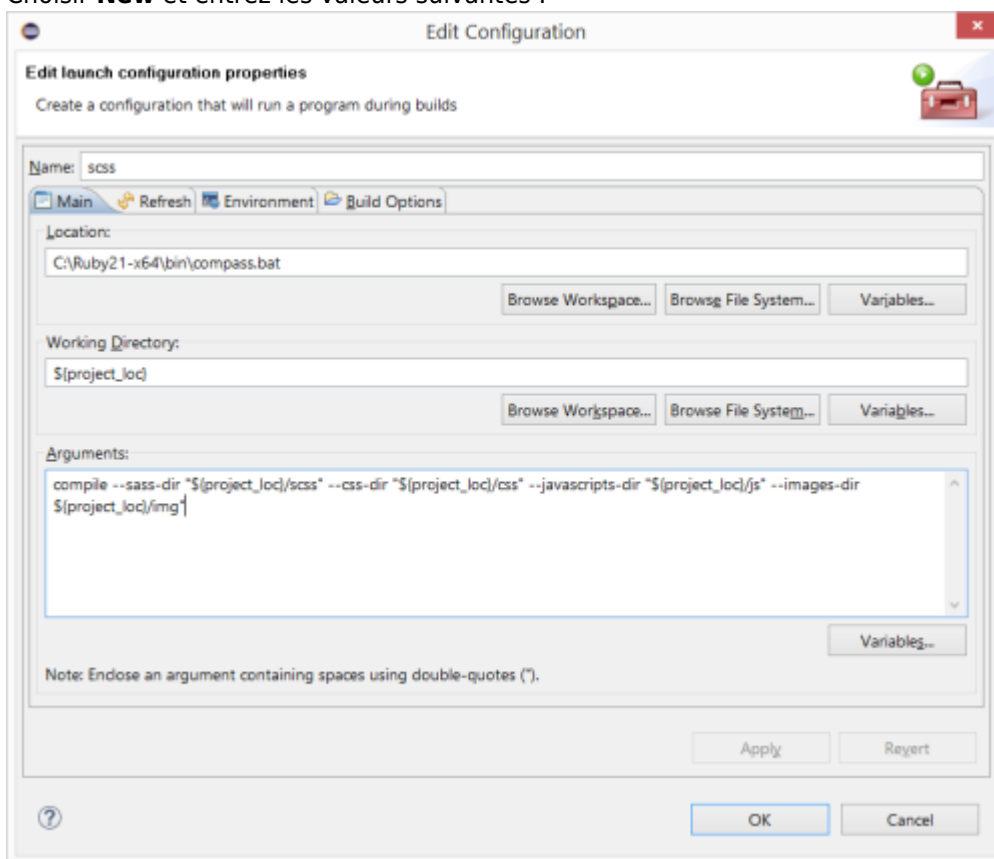 Choisir New et entrez les valeurs suivantes :
Edit Configuration
Edit launch configuration properties
Create a configuration that will run a program during builds
Name: scss
Main Refresh Environment Build Options
Location:
C:\Ruby21-x64\bin\compass.bat
Browse Workspace... Browse File System... Variables...
Working Directory:
${project_loc}
Browse Workspace... Browse File System... Variables...
Arguments:
compile --sass-dir "${project_loc}/scss" --css-dir "${project_loc}/css" --javascripts-dir "${project_loc}/js" --images-dir
${project_loc}/img"
Variables...
Note: Enclose an argument containing spaces using double-quotes (").
Apply Revert
OK Cancel